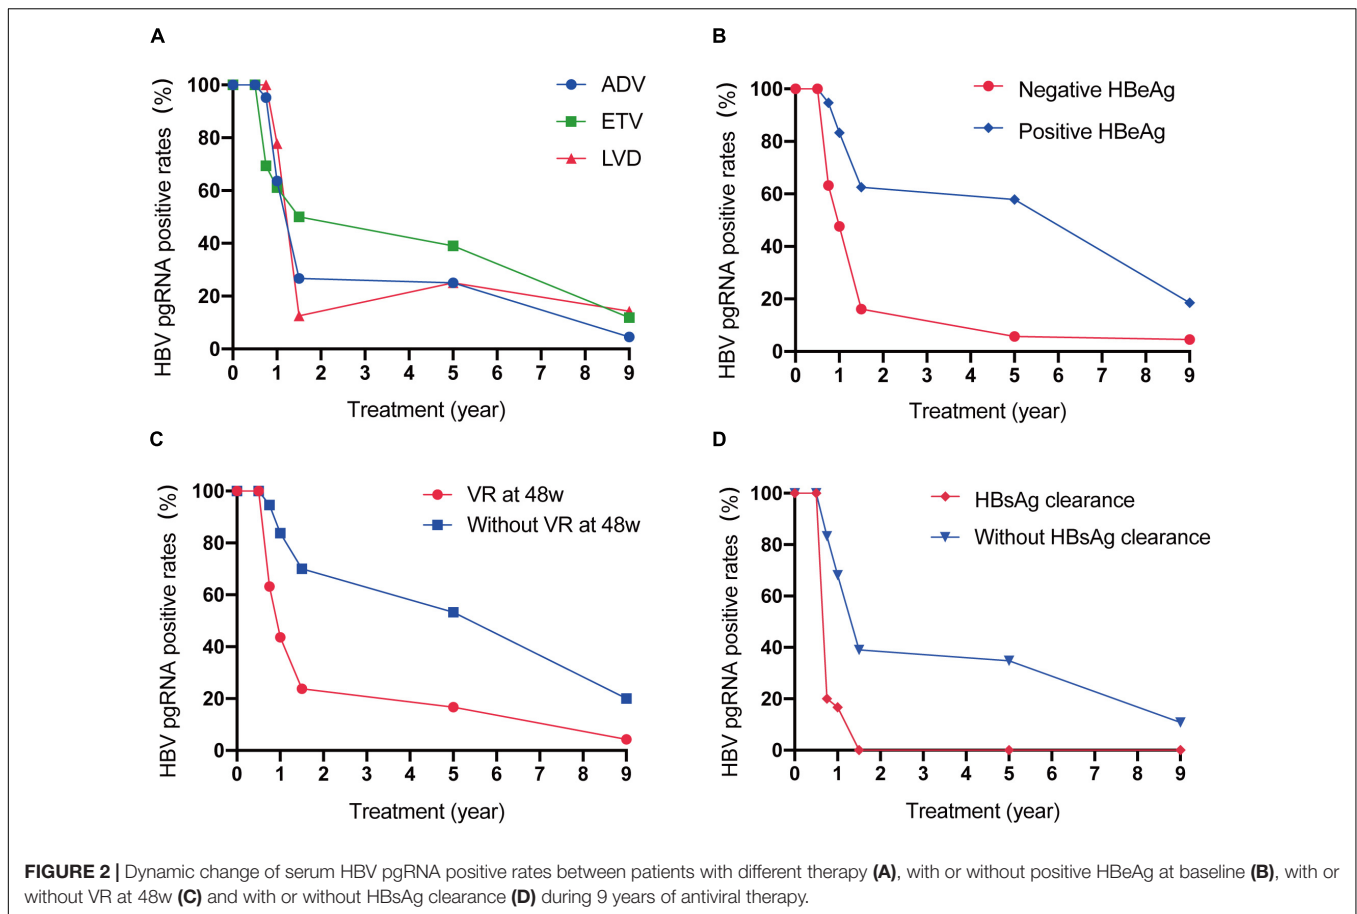 A
HBV pgRNA positive rates (%)
100
80
60
40
20
0
0 1 2 3 4 5 6 7 8 9
Treatment (year)
ADV
ETV
LVD
B
HBV pgRNA positive rates (%)
100
80
60
40
20
0
0 1 2 3 4 5 6 7 8 9
Treatment (year)
Negative HBeAg
Positive HBeAg
C
HBV pgRNA positive rates (%)
100
80
60
40
20
0
0 1 2 3 4 5 6 7 8 9
Treatment (year)
VR at 48w
Without VR at 48w
D
HBV pgRNA positive rates (%)
100
80
60
40
20
0
0 1 2 3 4 5 6 7 8 9
Treatment (year)
HBsAg clearance
Without HBsAg clearance
FIGURE 2 | Dynamic change of serum HBV pgRNA positive rates between patients with different therapy (A), with or without positive HBeAg at baseline (B), with or
without VR at 48w (C) and with or without HBsAg clearance (D) during 9 years of antiviral therapy.